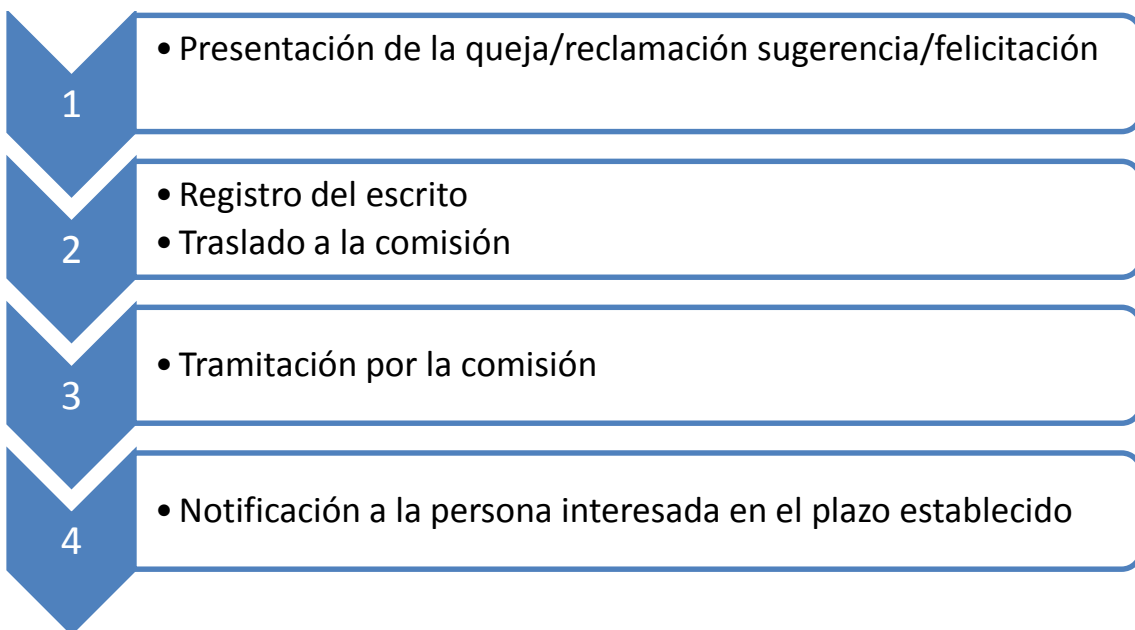 1
• Presentación de la queja/reclamación sugerencia/felicitación
2
• Registro del escrito
• Traslado a la comisión
3
• Tramitación por la comisión
4
• Notificación a la persona interesada en el plazo establecido